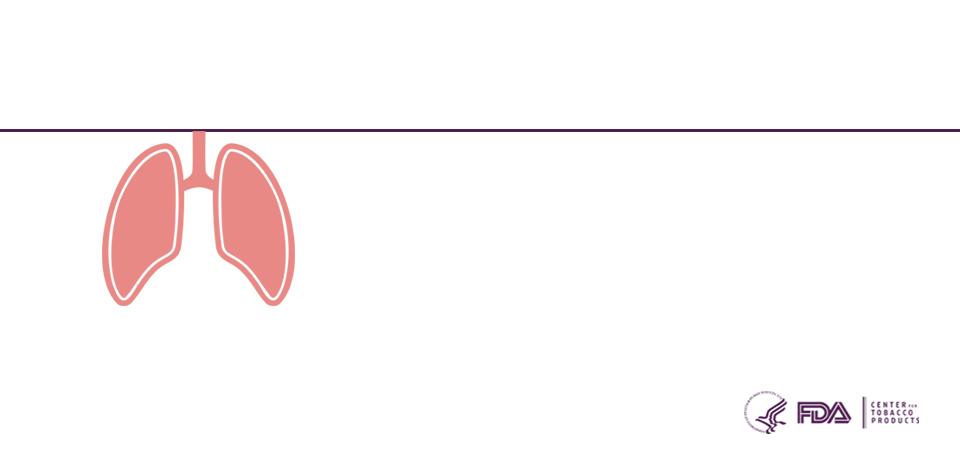 FDA
CENTER FOR
TOBACCO
PRODUCTS